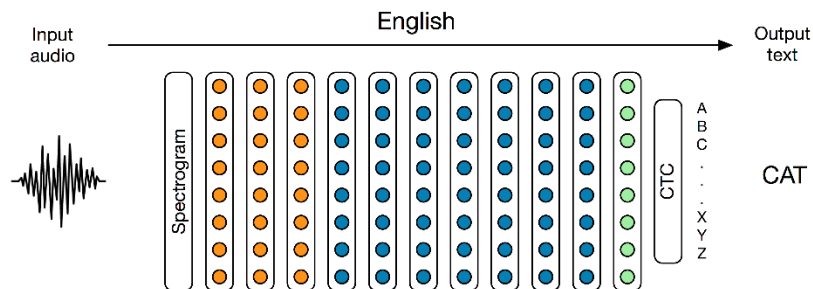 English
Input
audio
Output
text
Spectrogram
CTC
A
B
C
.
.
.
X
Y
Z
CAT